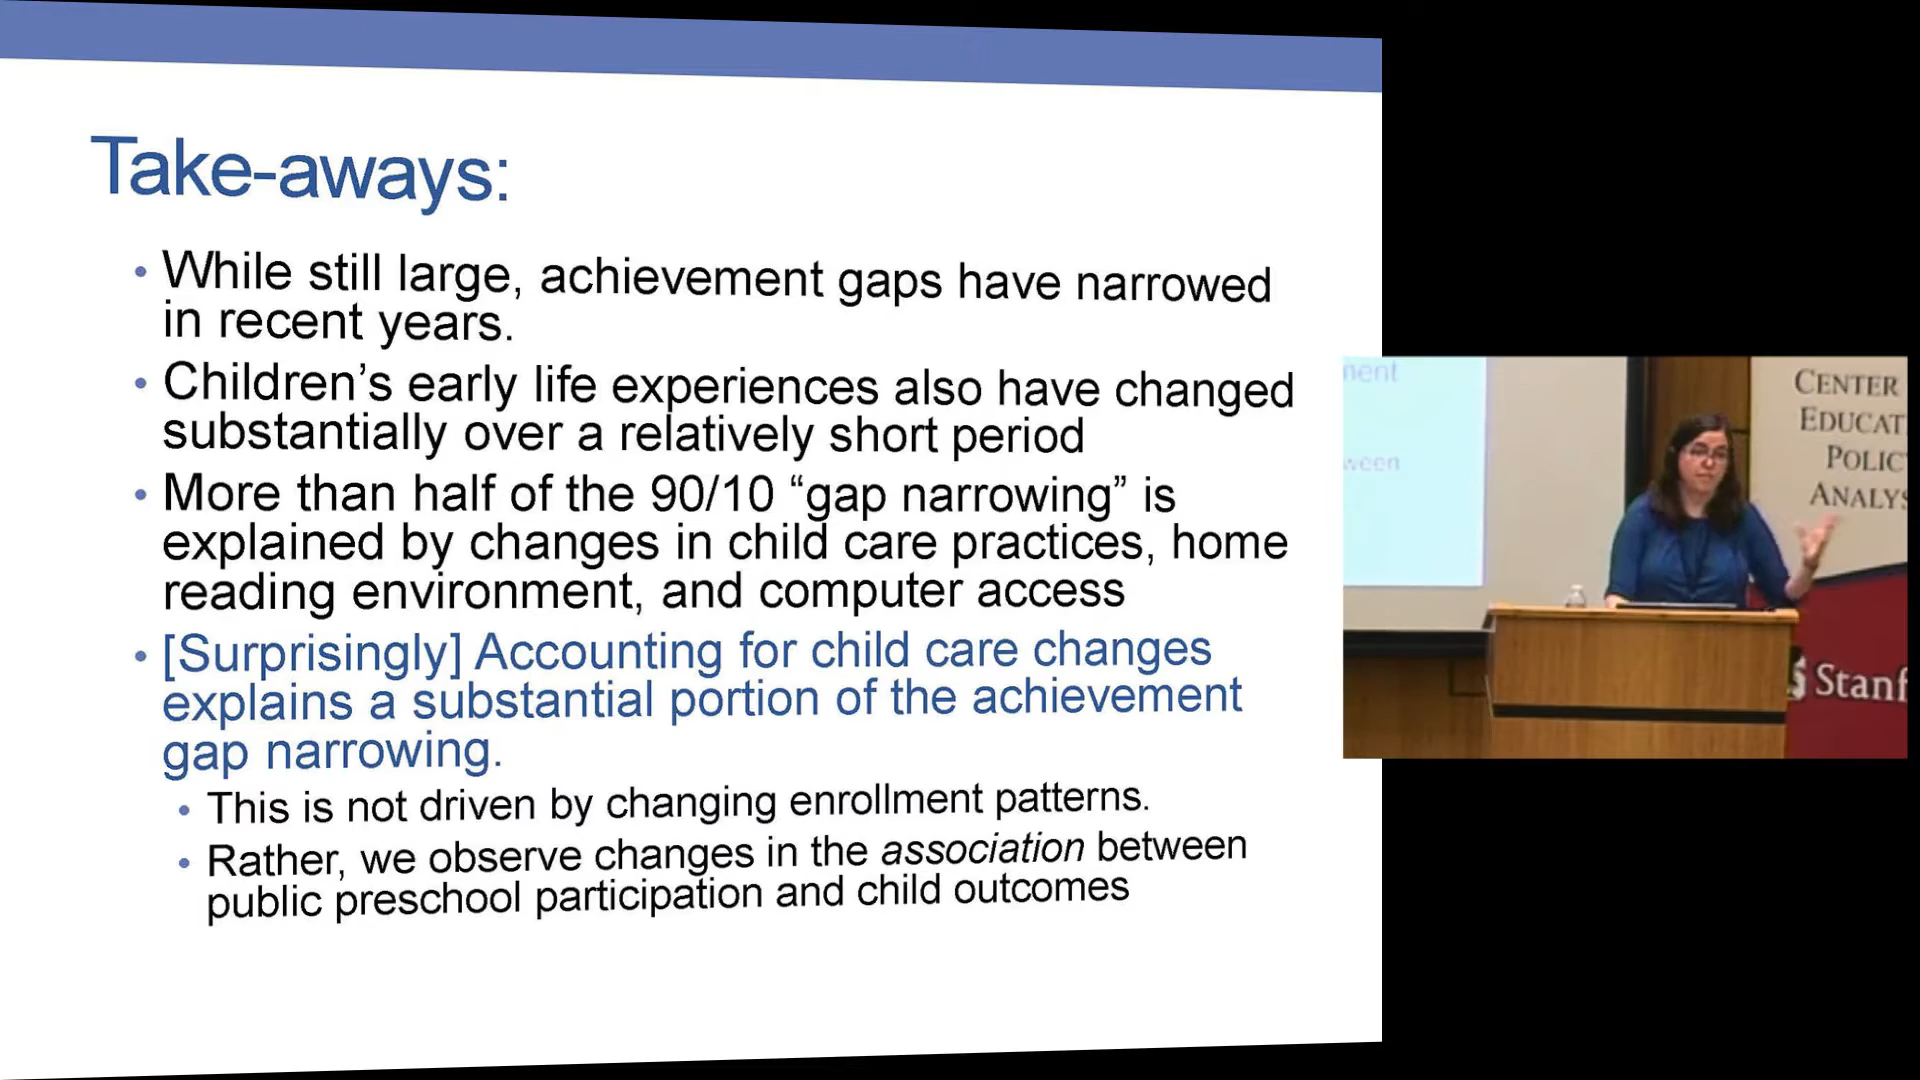 Take-aways:
• While still large, achievement gaps have narrowed
in recent years.
• Children’s early life experiences also have changed
substantially over a relatively short period
• More than half of the 90/10 “gap narrowing” is
explained by changes in child care practices, home
reading environment, and computer access
• [Surprisingly] Accounting for child care changes
explains a substantial portion of the achievement
gap narrowing.
• This is not driven by changing enrollment patterns.
• Rather, we observe changes in the association between
public preschool participation and child outcomes
ment
ween
CENTER
EDUCAT
POLIC
ANALYS
Stanf